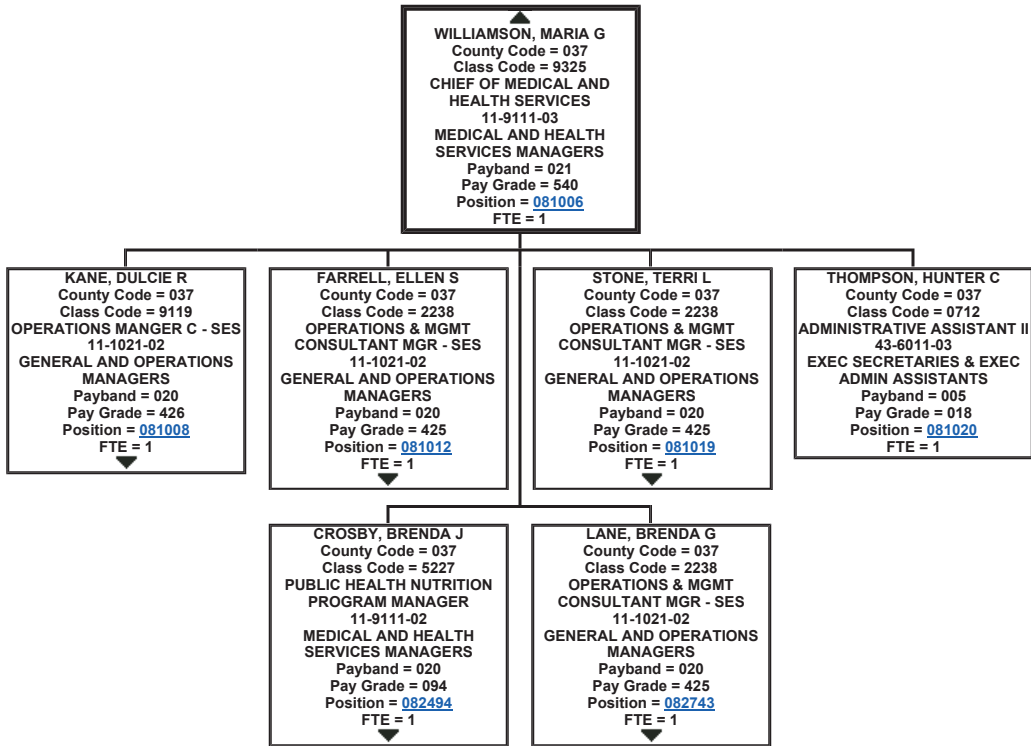 WILLIAMSON, MARIA G
County Code = 037
Class Code = 9325
CHIEF OF MEDICAL AND
HEALTH SERVICES
11-9111-03
MEDICAL AND HEALTH
SERVICES MANAGERS
Payband = 021
Pay Grade = 540
Position = 081006
FTE = 1
KANE, DULCIE R
County Code = 037
Class Code = 9119
OPERATIONS MANGER C - SES
11-1021-02
GENERAL AND OPERATIONS
MANAGERS
Payband = 020
Pay Grade = 426
Position = 081008
FTE = 1
FARRELL, ELLEN S
County Code = 037
Class Code = 2238
OPERATIONS & MGMT
CONSULTANT MGR - SES
11-1021-02
GENERAL AND OPERATIONS
MANAGERS
Payband = 020
Pay Grade = 425
Position = 081012
FTE = 1
STONE, TERRI L
County Code = 037
Class Code = 2238
OPERATIONS & MGMT
CONSULTANT MGR - SES
11-1021-02
GENERAL AND OPERATIONS
MANAGERS
Payband = 020
Pay Grade = 425
Position = 081019
FTE = 1
THOMPSON, HUNTER C
County Code = 037
Class Code = 0712
ADMINISTRATIVE ASSISTANT II
43-6011-03
EXEC SECRETARIES & EXEC
ADMIN ASSISTANTS
Payband = 005
Pay Grade = 018
Position = 081020
FTE = 1
CROSBY, BRENDA J
County Code = 037
Class Code = 5227
PUBLIC HEALTH NUTRITION
PROGRAM MANAGER
11-9111-02
MEDICAL AND HEALTH
SERVICES MANAGERS
Payband = 020
Pay Grade = 094
Position = 082494
FTE = 1
LANE, BRENDA G
County Code = 037
Class Code = 2238
OPERATIONS & MGMT
CONSULTANT MGR - SES
11-1021-02
GENERAL AND OPERATIONS
MANAGERS
Payband = 020
Pay Grade = 425
Position = 082743
FTE = 1